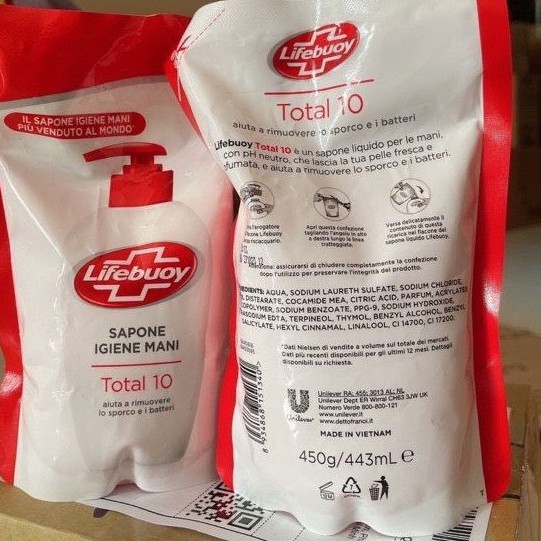 IL SAPONE IGIENE MANI
PIÙ VENDUTO AL MONDO*
Lifebuoy
SAPONE
IGIENE MANI
Total 10
aiuta a rimuovere
lo sporco e i batteri
Lifebuoy
Total 10
aiuta a rimuovere lo sporco e i batteri
Lifebuoy Total 10 è un sapone liquido per le mani,
con pH neutro, che lascia la tua pelle fresca e
profumata, e aiuta a rimuovere lo sporco e i batteri.
l'erogatore
flacone Lifebuoy
senza risciacquarlo.
Apri questa confezione
tagliando l'angolo in alto
a destra lungo la linea
tratteggiata.
Versa delicatamente il
contenuto di questa
ricarica nel flacone del
sapone liquido Lifebuoy.
Attenzione: assicurarsi di chiudere completamente la confezione
dopo l'utilizzo per preservare l'integrità del prodotto.
INGREDIENTS: AQUA, SODIUM LAURETH SULFATE, SODIUM CHLORIDE,
DISTEARATE, COCAMIDE MEA, CITRIC ACID, PARFUM, ACRYLATES
COPOLYMER, SODIUM BENZOATE, PPG-9, SODIUM HYDROXIDE,
TETRASODIUM EDTA, TERPINEOL, THYMOL, BENZYL ALCOHOL, BENZYL
SALICYLATE, HEXYL CINNAMAL, LINALOOL, CI 14700, CI 17200.
*Dati Nielsen di vendite a volume sul totale dei mercati.
Dati più recenti disponibili per gli ultimi 12 mesi. Dettagli
disponibili su richiesta.
8 934868 151340
Unilever
Unilever RA; 455; 3013 AL; NL
Unilever Dept ER Wirral CH63 3JW UK
Numero Verde 800-800-121
www.unilever.com
www.dettofranoi.it
MADE IN VIETNAM
450g/443mL e